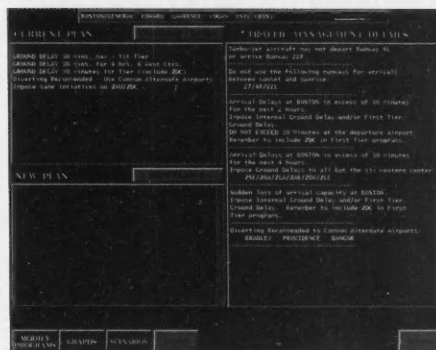 BOSTON/ENERGY EDWARD LAWRENCE LOGAN INTL (BOS)
CURRENT PLAN
GROUND DELAY 30 mins. 1st Tier
GROUND DELAY 30 mins. for 4 hrs. 6 west Ctrs.
GROUND DELAY 30 minutes 1st Tier (include ZDC)
Diverting Recommended - Use Common Alternate airports
Impose same initiatives on ZAU/ZDC.
NEW PLAN
* TRAFFIC MANAGEMENT DETAILS
Turbo-jet aircraft may not depart Runway 4L
or arrive Runway 22R
Do not use the following runways for arrivals
between sunset and sunrise
27/4R/22L
Arrival Delays at BOSTON in excess of 30 minutes
for the next 2 hours.
Impose Internal Ground Delay and/or First Tier
Ground Delay.
DO NOT EXCEED 30 Minutes at the departure airport
Remember to include ZDC in First Tier programs.
Arrival Delays at BOSTON in excess of 30 minutes
for the next 4 hours.
Impose Ground Delays to all but the six western center
Sudden loss of arrival capacity at BOSTON.
Impose Internal Ground Delay and/or First Tier
Ground Delay. Remember to include ZDC in First
Tier programs.
Diverting Recommended to Common Alternate Airports:
BRADLEY PROVIDENCE BANGOR
MODIFY PROGRAMS
GRAPHS
SCENARIOS